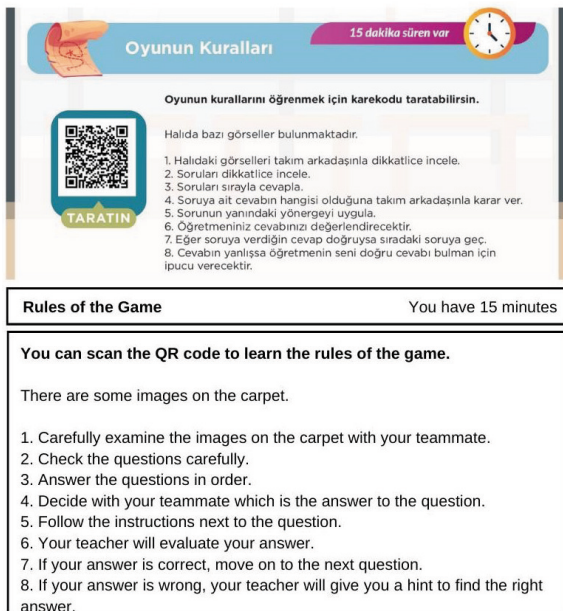 15 dakika süren var
Oyunun Kuralları
Oyunun kurallarını öğrenmek için karekodu taratabilirsin.
Halıda bazı görseller bulunmaktadır.
1. Halıdaki görselleri takım arkadaşınla dikkatlice incele.
2. Soruları dikkatlice incele.
3. Soruları sırayla cevapla.
4. Soruya ait cevabın hangisi olduğuna takım arkadaşınla karar ver.
5. Sorunun yanındaki yönergeyi uygula.
6. Öğretmeniniz cevabınızı değerlendirecektir.
7. Eğer soruya verdiğin cevap doğruysa sıradaki soruya geç.
8. Cevabın yanlışsa öğretmenin seni doğru cevabı bulman için
ipucu verecektir.
TARATIN
Rules of the Game You have 15 minutes
You can scan the QR code to learn the rules of the game.
There are some images on the carpet.
1. Carefully examine the images on the carpet with your teammate.
2. Check the questions carefully.
3. Answer the questions in order.
4. Decide with your teammate which is the answer to the question.
5. Follow the instructions next to the question.
6. Your teacher will evaluate your answer.
7. If your answer is correct, move on to the next question.
8. If your answer is wrong, your teacher will give you a hint to find the right
answer.